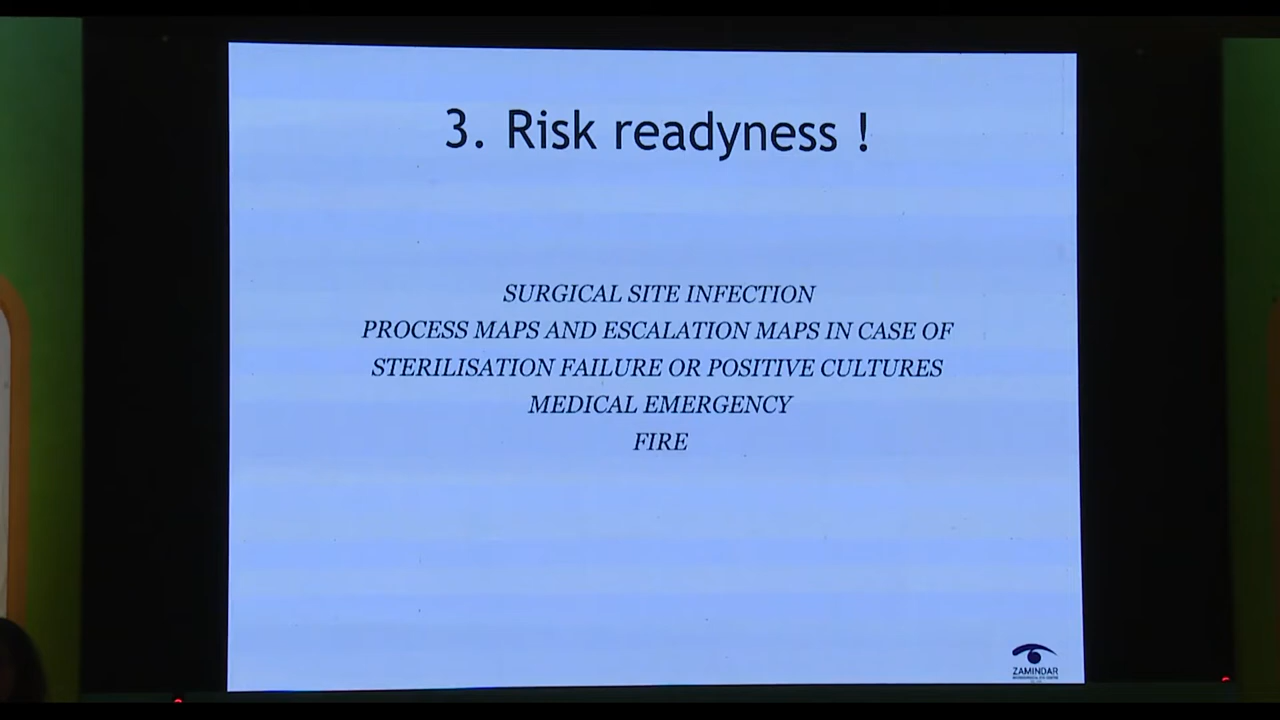 3. Risk readyness !
SURGICAL SITE INFECTION
PROCESS MAPS AND ESCALATION MAPS IN CASE OF
STERILISATION FAILURE OR POSITIVE CULTURES
MEDICAL EMERGENCY
FIRE
ZAMINDAR